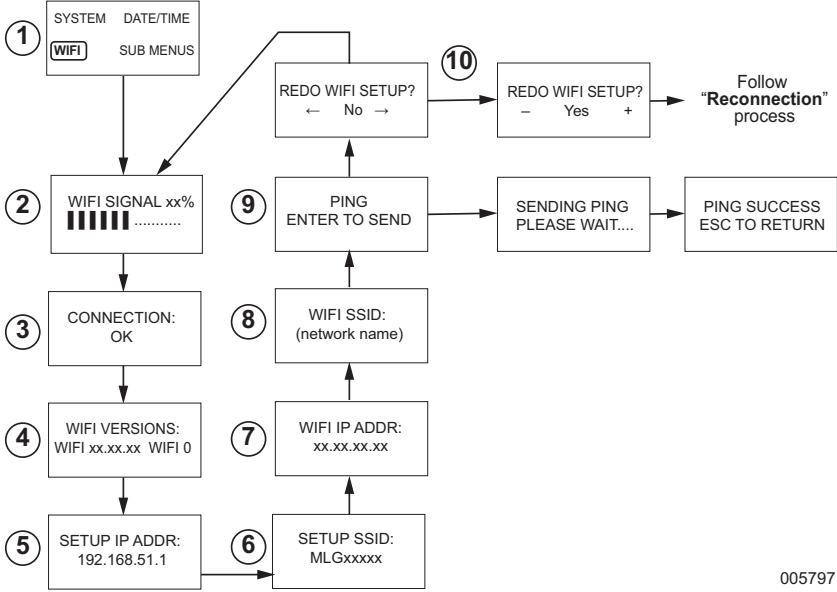 1
SYSTEM DATE/TIME
WIFI SUB MENUS
2
WIFI SIGNAL xx%
...........
3
CONNECTION:
OK
4
WIFI VERSIONS:
WIFI xx.xx.xx WIFI 0
5
SETUP IP ADDR:
192.168.51.1
6
SETUP SSID:
MLGxxxxx
7
WIFI IP ADDR:
xx.xx.xx.xx
8
WIFI SSID:
(network name)
9
PING
ENTER TO SEND
SENDING PING
PLEASE WAIT....
PING SUCCESS
ESC TO RETURN
REDO WIFI SETUP?
← No →
10
REDO WIFI SETUP?
– Yes +
Follow
“Reconnection”
process
005797